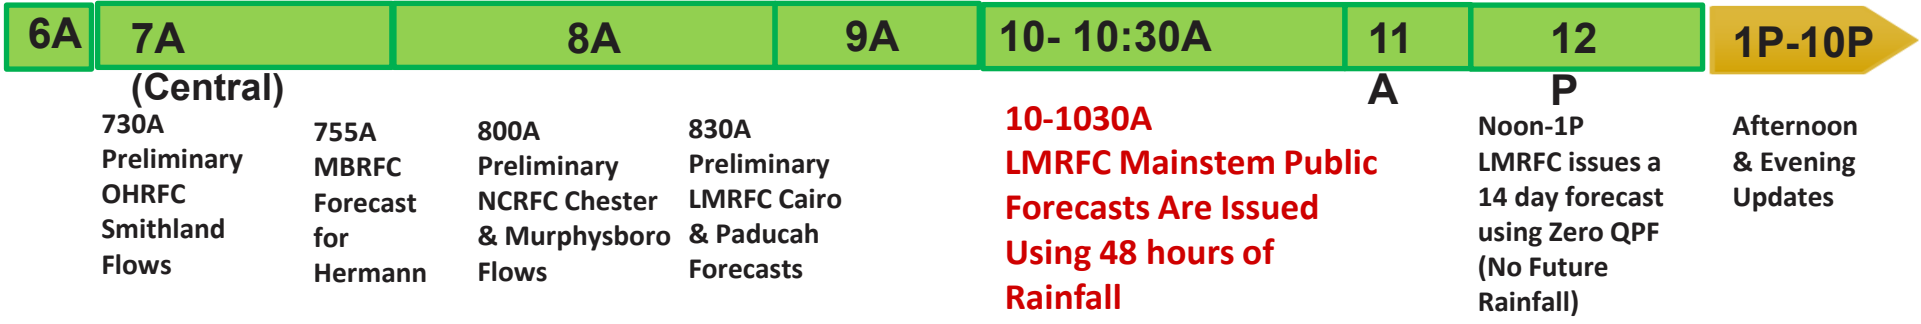 6A
7A
(Central)
8A
9A
10- 10:30A
11
A
12
P
1P-10P
730A
Preliminary
OHRFC
Smithland
Flows
755A
MBRFC
Forecast
for
Hermann
800A
Preliminary
NCRFC Chester
& Murphysboro
Flows
830A
Preliminary
LMRFC Cairo
& Paducah
Forecasts
10-1030A
LMRFC Mainstem Public
Forecasts Are Issued
Using 48 hours of
Rainfall
Noon-1P
LMRFC issues a
14 day forecast
using Zero QPF
(No Future
Rainfall)
Afternoon
& Evening
Updates